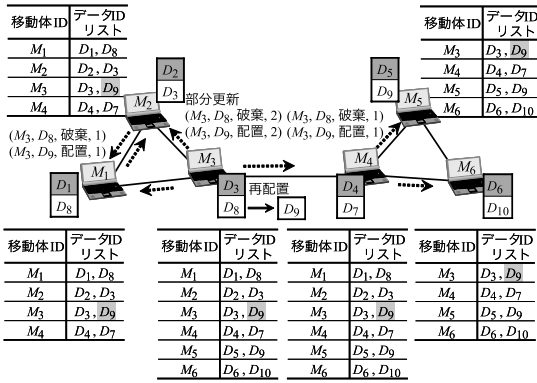 移動体ID データID リスト
M1 D1, D8
M2 D2, D3
M3 D3, D9
M4 D4, D7
移動体ID データID リスト
M3 D3, D9
M4 D4, D7
M5 D5, D9
M6 D6, D10
D2
D3
M2
部分更新
(M3, D8, 破棄, 2) (M3, D8, 破棄, 1)
(M3, D9, 配置, 2) (M3, D9, 配置, 1)
D5
D9
M5
(M3, D8, 破棄, 1)
(M3, D9, 配置, 1)
M1
M3
M4
M6
D1
D8
D3
D8
再配置
D9
D4
D7
D6
D10
移動体ID データID リスト
M1 D1, D8
M2 D2, D3
M3 D3, D9
M4 D4, D7
移動体ID データID リスト
M1 D1, D8
M2 D2, D3
M3 D3, D9
M4 D4, D7
M5 D5, D9
M6 D6, D10
移動体ID データID リスト
M1 D1, D8
M2 D2, D3
M3 D3, D9
M4 D4, D7
M5 D5, D9
M6 D6, D10
移動体ID データID リスト
M3 D3, D9
M4 D4, D7
M5 D5, D9
M6 D6, D10